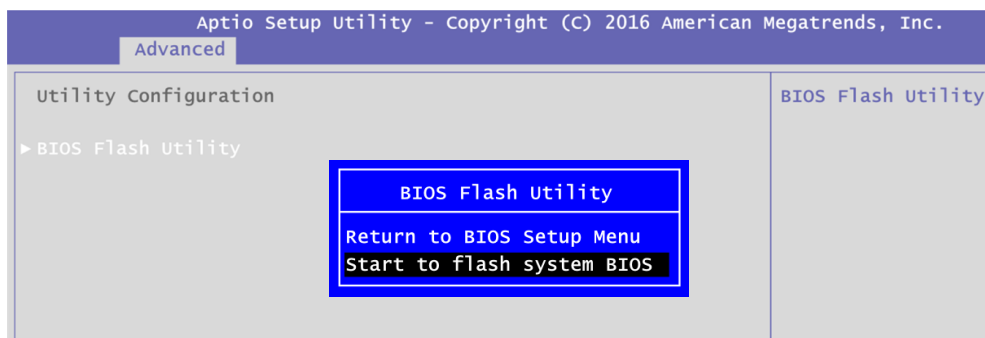 Aptio Setup Utility - Copyright (C) 2016 American Megatrends, Inc.
Advanced
Utility Configuration
BIOS Flash Utility
►BIOS Flash Utility
BIOS Flash Utility
Return to BIOS Setup Menu
Start to flash system BIOS